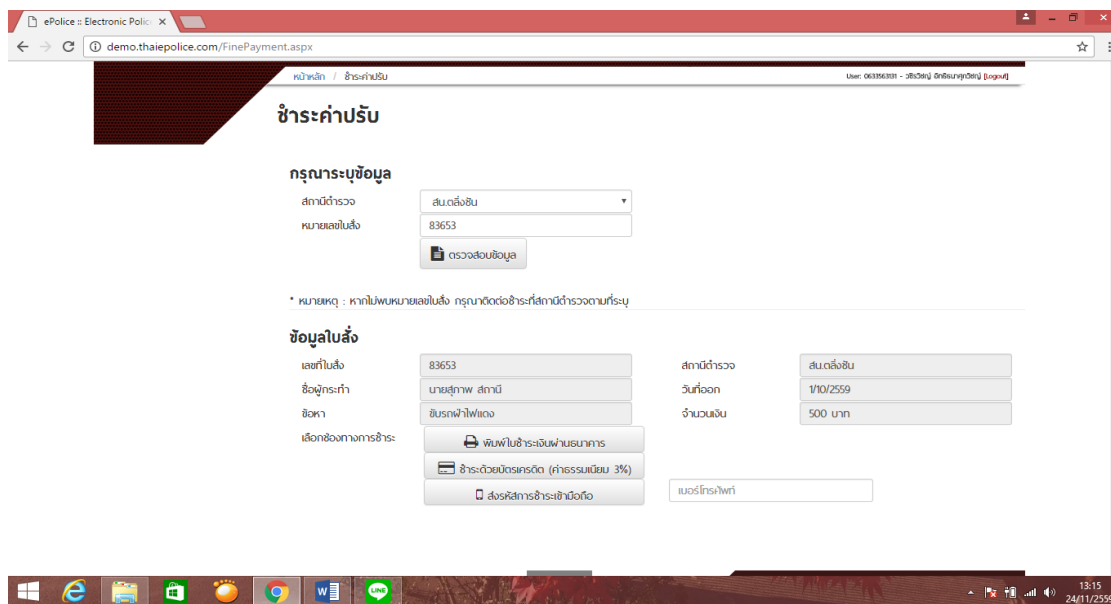 ePolice :: Electronic Polic
demo.thaiepolice.com/FinePayment.aspx
หน้าหลัก / ชำระค่าปรับ
User: 0633563131 - [Logout]
ชำระค่าปรับ
กรุณาระบุข้อมูล
สถานีตำรวจ สน.ตลิ่งชัน
หมายเลขใบสั่ง 83653
ตรวจสอบข้อมูล
* หมายเหตุ : หากไม่พบหมายเลขใบสั่ง กรุณาติดต่อชำระที่สถานีตำรวจตามที่ระบุ
ข้อมูลใบสั่ง
เลขที่ใบสั่ง 83653 สถานีตำรวจ สน.ตลิ่งชัน
ชื่อผู้กระทำ นายสุภาพ สถานี วันที่ออก 1/10/2559
ข้อหา ขับรถฝ่าไฟแดง จำนวนเงิน 500 บาท
เลือกช่องทางการชำระ พิมพ์ใบชำระเงินผ่านธนาคาร
ชำระด้วยบัตรเครดิต (ค่าธรรมเนียม 3%)
ส่งรหัสการชำระเข้ามือถือ เบอร์โทรศัพท์
LINE
13:15
24/11/2559